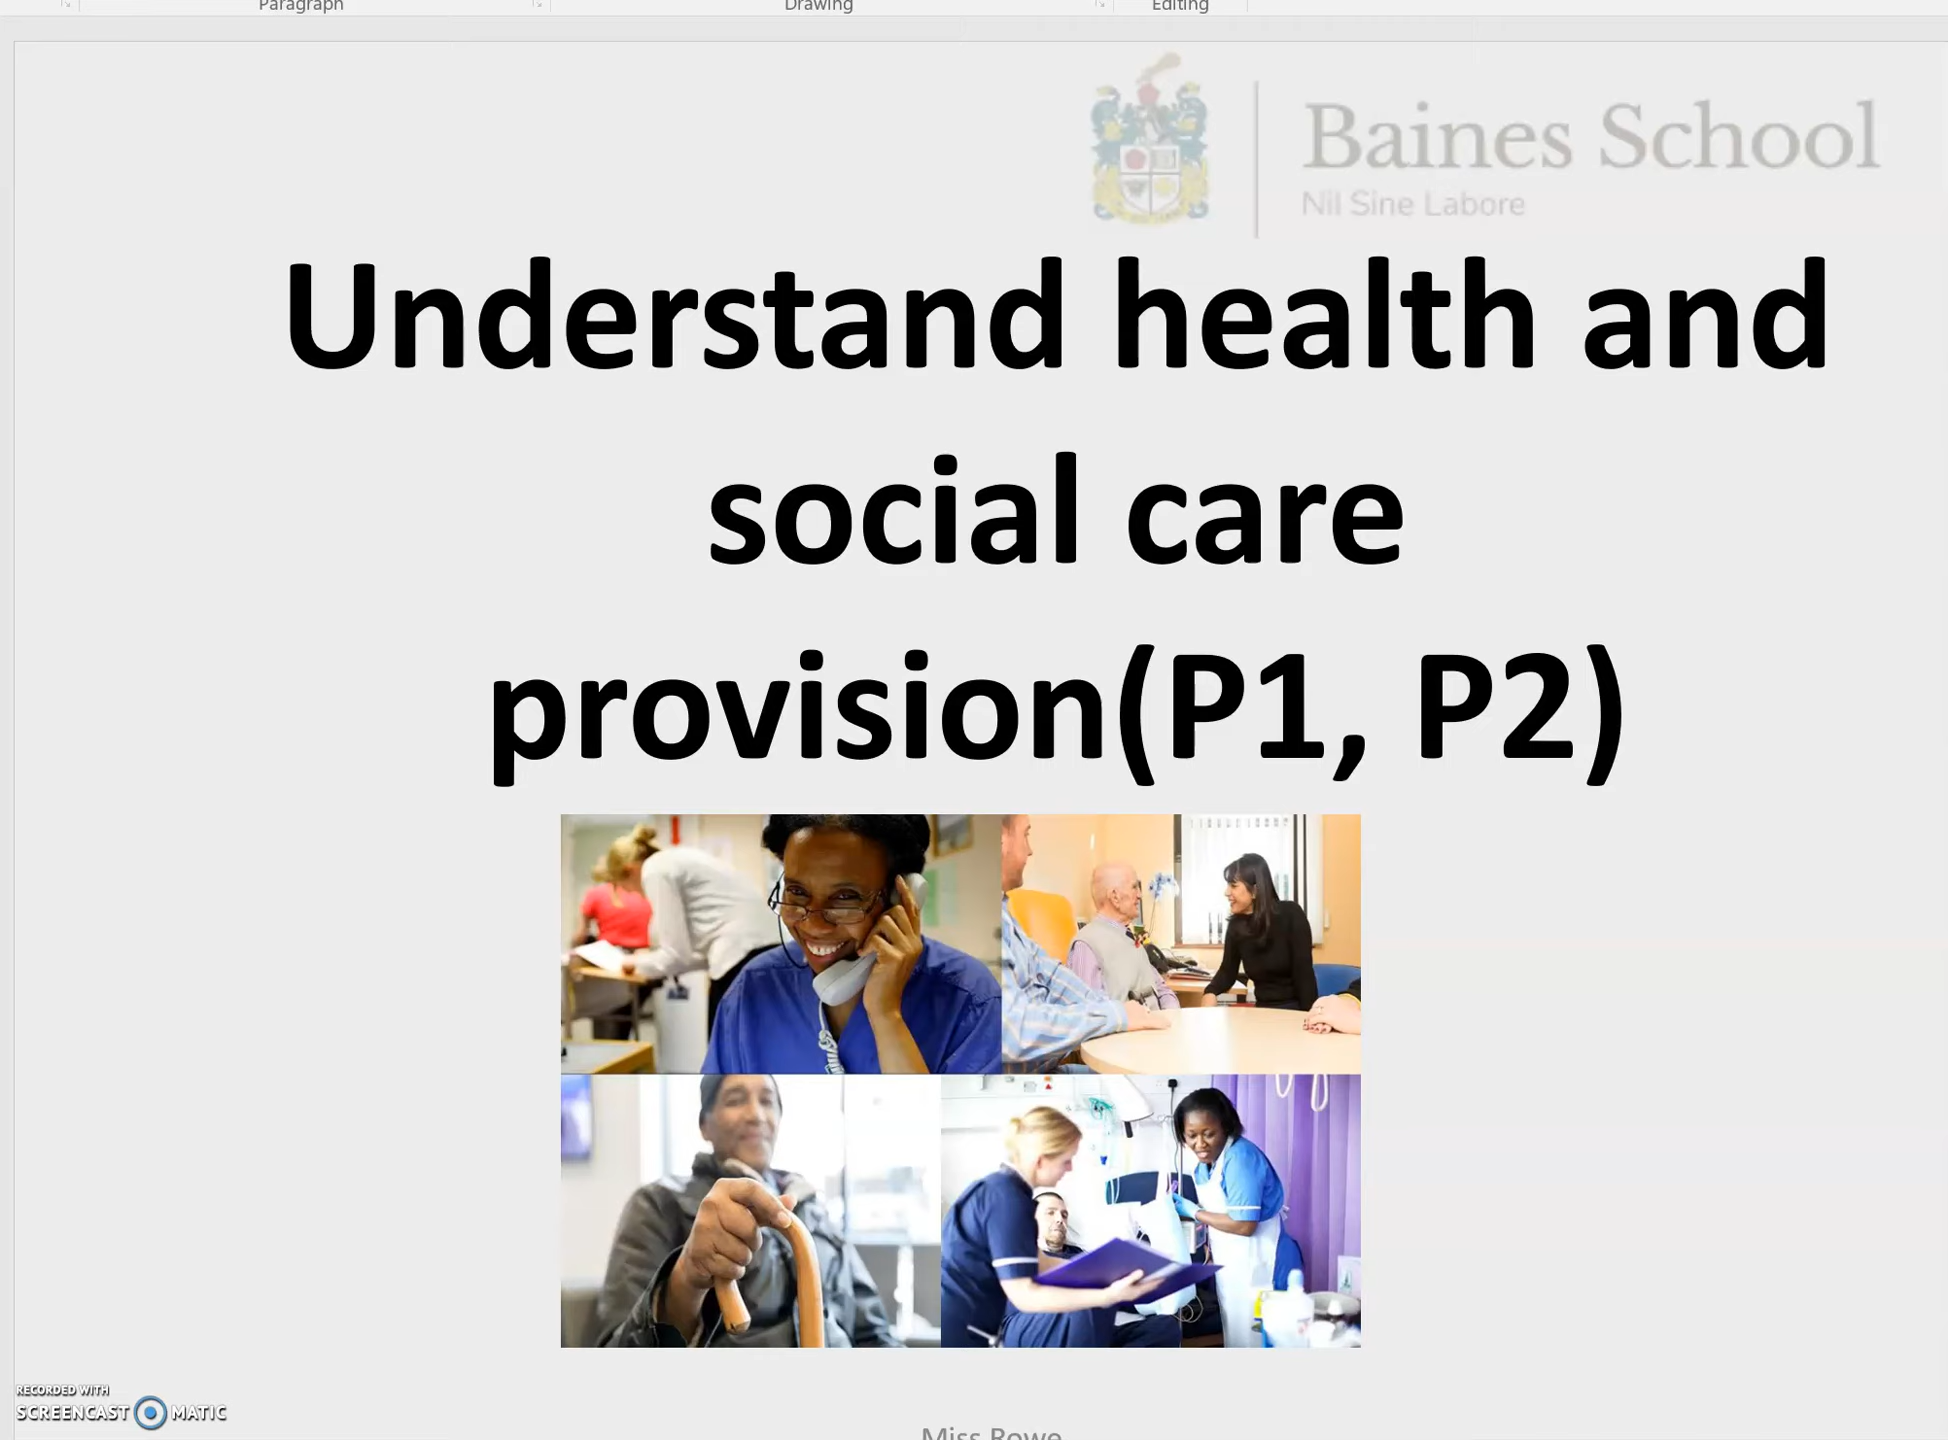 Paragraph
Drawing
Editing
Baines School
Nil Sine Labore
Understand health and
social care
provision(P1, P2)
RECORDED WITH
SCREENCAST MATIC
Miss Rowe